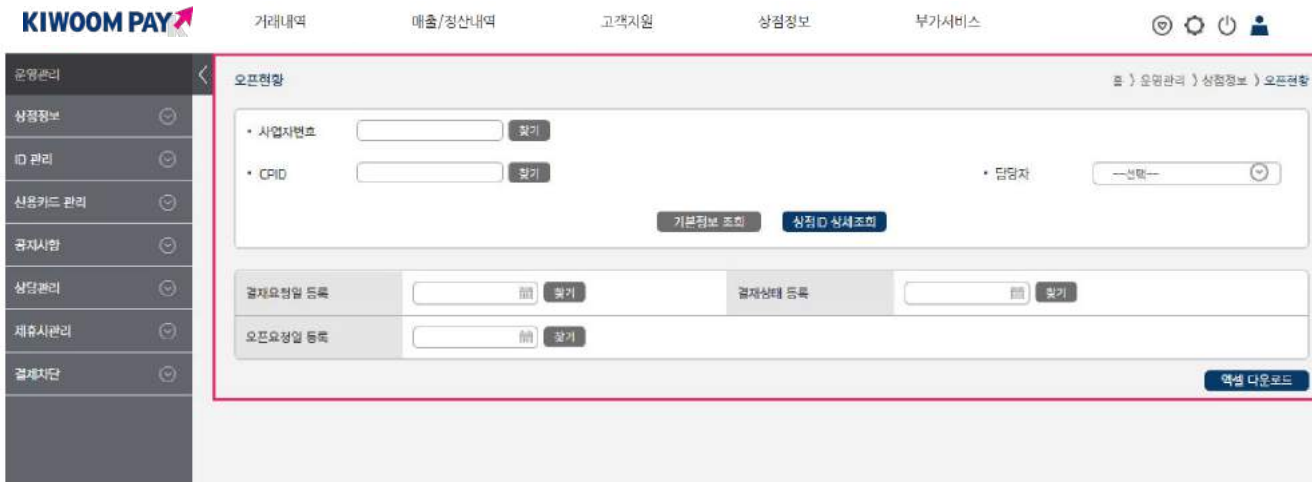 KIWOOM PAY
거래내역 매출/정산내역 고객지원 상점정보 부가서비스
운영관리
상점정보
ID 관리
신용카드 관리
공지사항
상담관리
제휴사관리
결제차단
오픈현황
홈 > 운영관리 > 상점정보 > 오픈현황
• 사업자번호 찾기
• CPID 찾기 • 담당자 ---선택---
기본정보 조회 상점ID 상세조회
결재요청일 등록 찾기 결재상태 등록 찾기
오픈요청일 등록 찾기
엑셀 다운로드